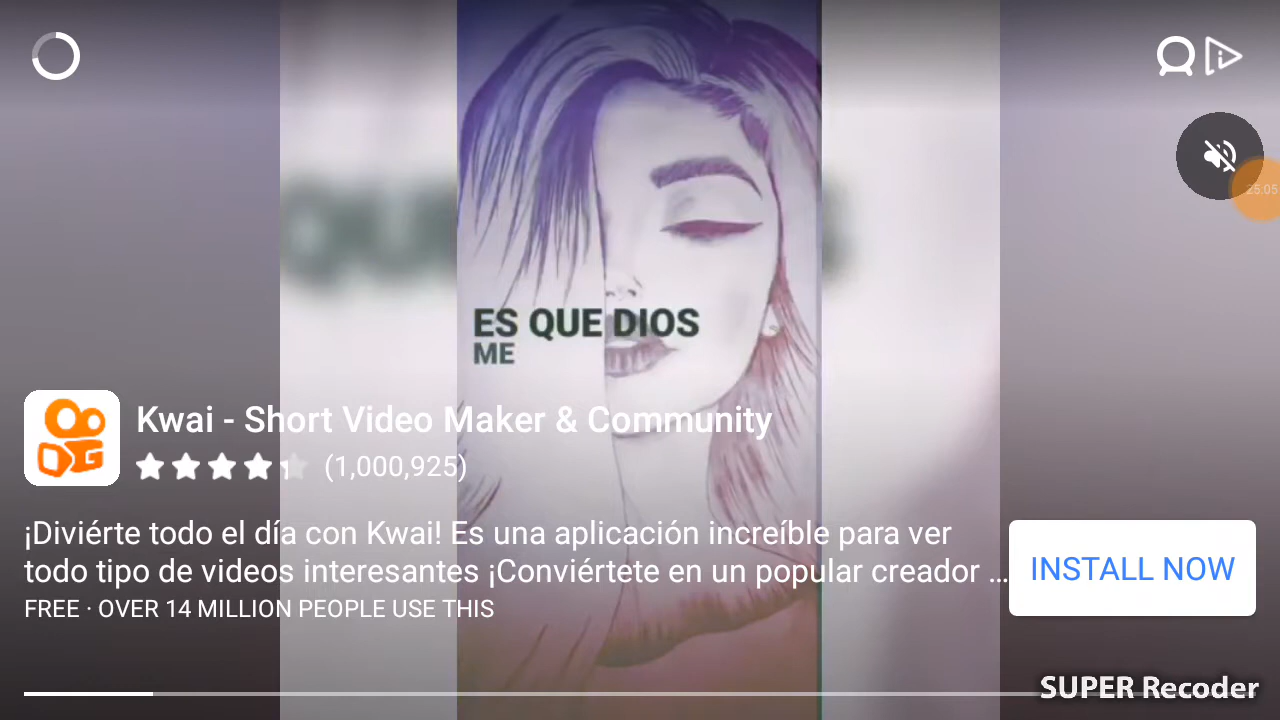 25:05
ES QUE DIOS
ME
Kwai - Short Video Maker & Community
(1,000,925)
¡Diviérte todo el día con Kwai! Es una aplicación increíble para ver
todo tipo de videos interesantes ¡Conviértete en un popular creador ...
INSTALL NOW
FREE · OVER 14 MILLION PEOPLE USE THIS
SUPER Recoder